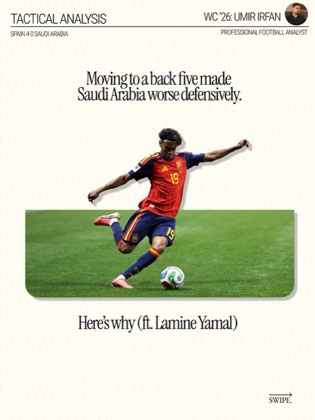 TACTICAL ANALYSIS
WC '26: UMIR IRFAN
SPAIN 4-0 SAUDI ARABIA
PROFESSIONAL FOOTBALL ANALYST
Moving to a back five made
Saudi Arabia worse defensively.
19
19
Here's why (ft. Lamine Yamal)
SWIPE.